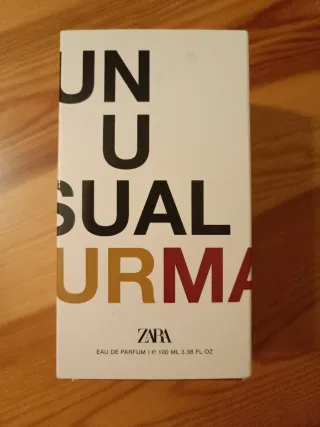 UN
U
SUAL
URMA
ZARA
EAU DE PARFUM | ℮ 100 ML 3.38 FL OZ